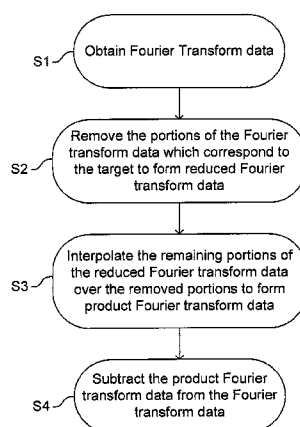 S1
Obtain Fourier Transform data
S2
Remove the portions of the Fourier
transform data which correspond to
the target to form reduced Fourier
transform data
S3
Interpolate the remaining portions of
the reduced Fourier transform data
over the removed portions to form
product Fourier transform data
S4
Subtract the product Fourier
transform data from the Fourier
transform data